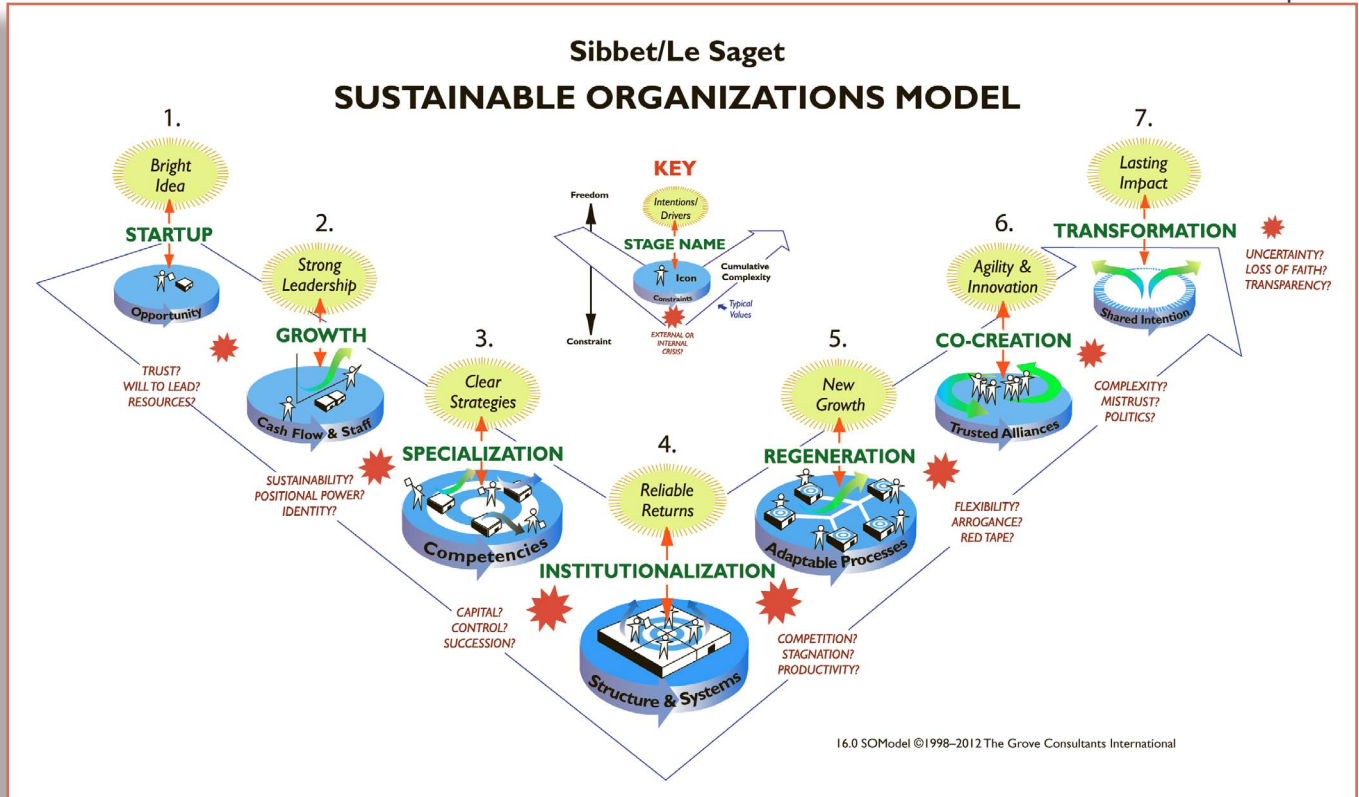 Sibbet/Le Saget
SUSTAINABLE ORGANIZATIONS MODEL
1.
Bright
Idea
STARTUP
Opportunity
TRUST?
WILL TO LEAD?
RESOURCES?
2.
Strong
Leadership
GROWTH
Cash Flow & Staff
SUSTAINABILITY?
POSITIONAL POWER?
IDENTITY?
3.
Clear
Strategies
SPECIALIZATION
Competencies
CAPITAL?
CONTROL?
SUCCESSION?
KEY
Freedom
Intentions/
Drivers
STAGE NAME
Icon
Cumulative
Complexity
Constraints
Typical
Values
EXTERNAL OR
INTERNAL
CRISIS?
Constraint
4.
Reliable
Returns
INSTITUTIONALIZATION
Structure & Systems
COMPETITION?
STAGNATION?
PRODUCTIVITY?
5.
New
Growth
REGENERATION
Adaptable Processes
FLEXIBILITY?
ARROGANCE?
RED TAPE?
6.
Agility &
Innovation
CO-CREATION
Trusted Alliances
COMPLEXITY?
MISTRUST?
POLITICS?
7.
Lasting
Impact
TRANSFORMATION
Shared Intention
UNCERTAINTY?
LOSS OF FAITH?
TRANSPARENCY?
16.0 SOModel ©1998–2012 The Grove Consultants International